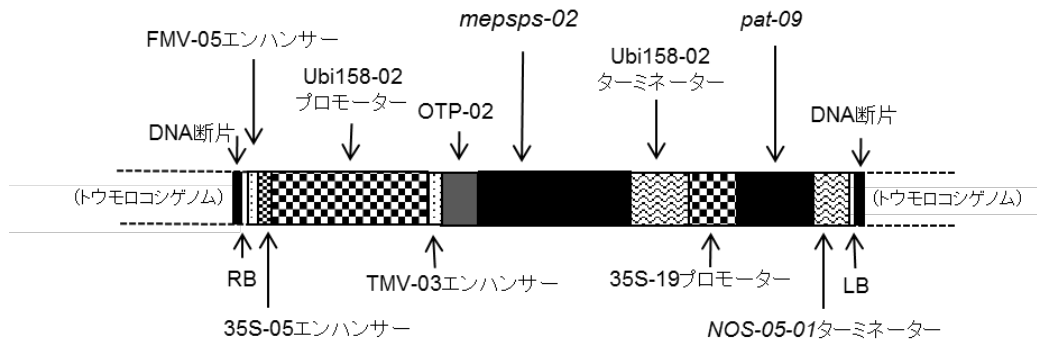 mepsps-02
pat-09
FMV-05エンハンサー
Ubi158-02
プロモーター
Ubi158-02
ターミネーター
OTP-02
DNA断片
DNA断片
(トウモロコシゲノム)
(トウモロコシゲノム)
RB
TMV-03エンハンサー
35S-19プロモーター
LB
35S-05エンハンサー
NOS-05-01ターミネーター